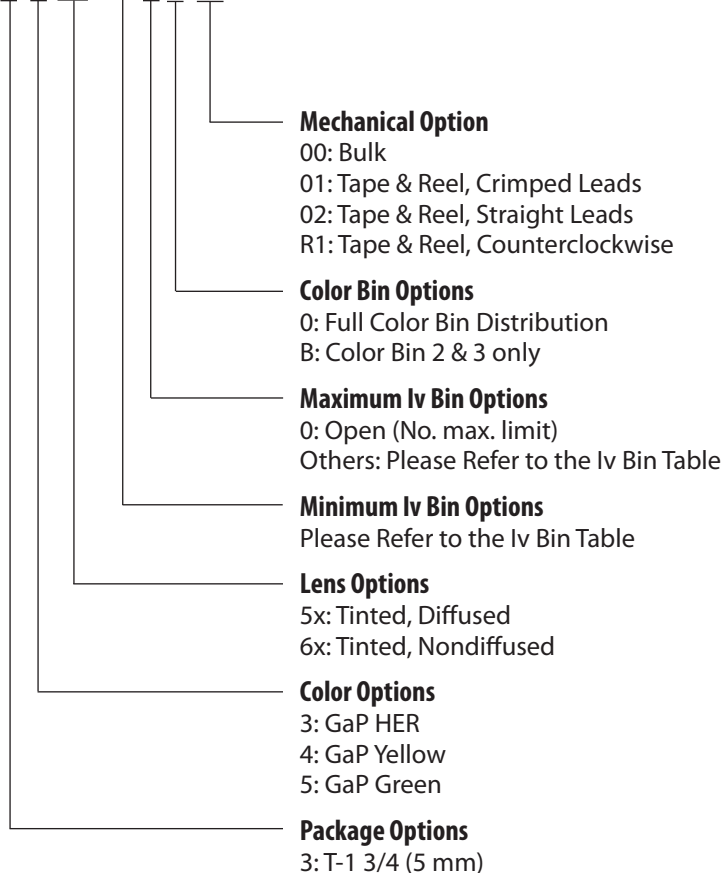 Mechanical Option
00: Bulk
01: Tape & Reel, Crimped Leads
02: Tape & Reel, Straight Leads
R1: Tape & Reel, Counterclockwise
Color Bin Options
0: Full Color Bin Distribution
B: Color Bin 2 & 3 only
Maximum Iv Bin Options
0: Open (No. max. limit)
Others: Please Refer to the Iv Bin Table
Minimum Iv Bin Options
Please Refer to the Iv Bin Table
Lens Options
5x: Tinted, Diffused
6x: Tinted, Nondiffused
Color Options
3: GaP HER
4: GaP Yellow
5: GaP Green
Package Options
3: T-1 3/4 (5 mm)